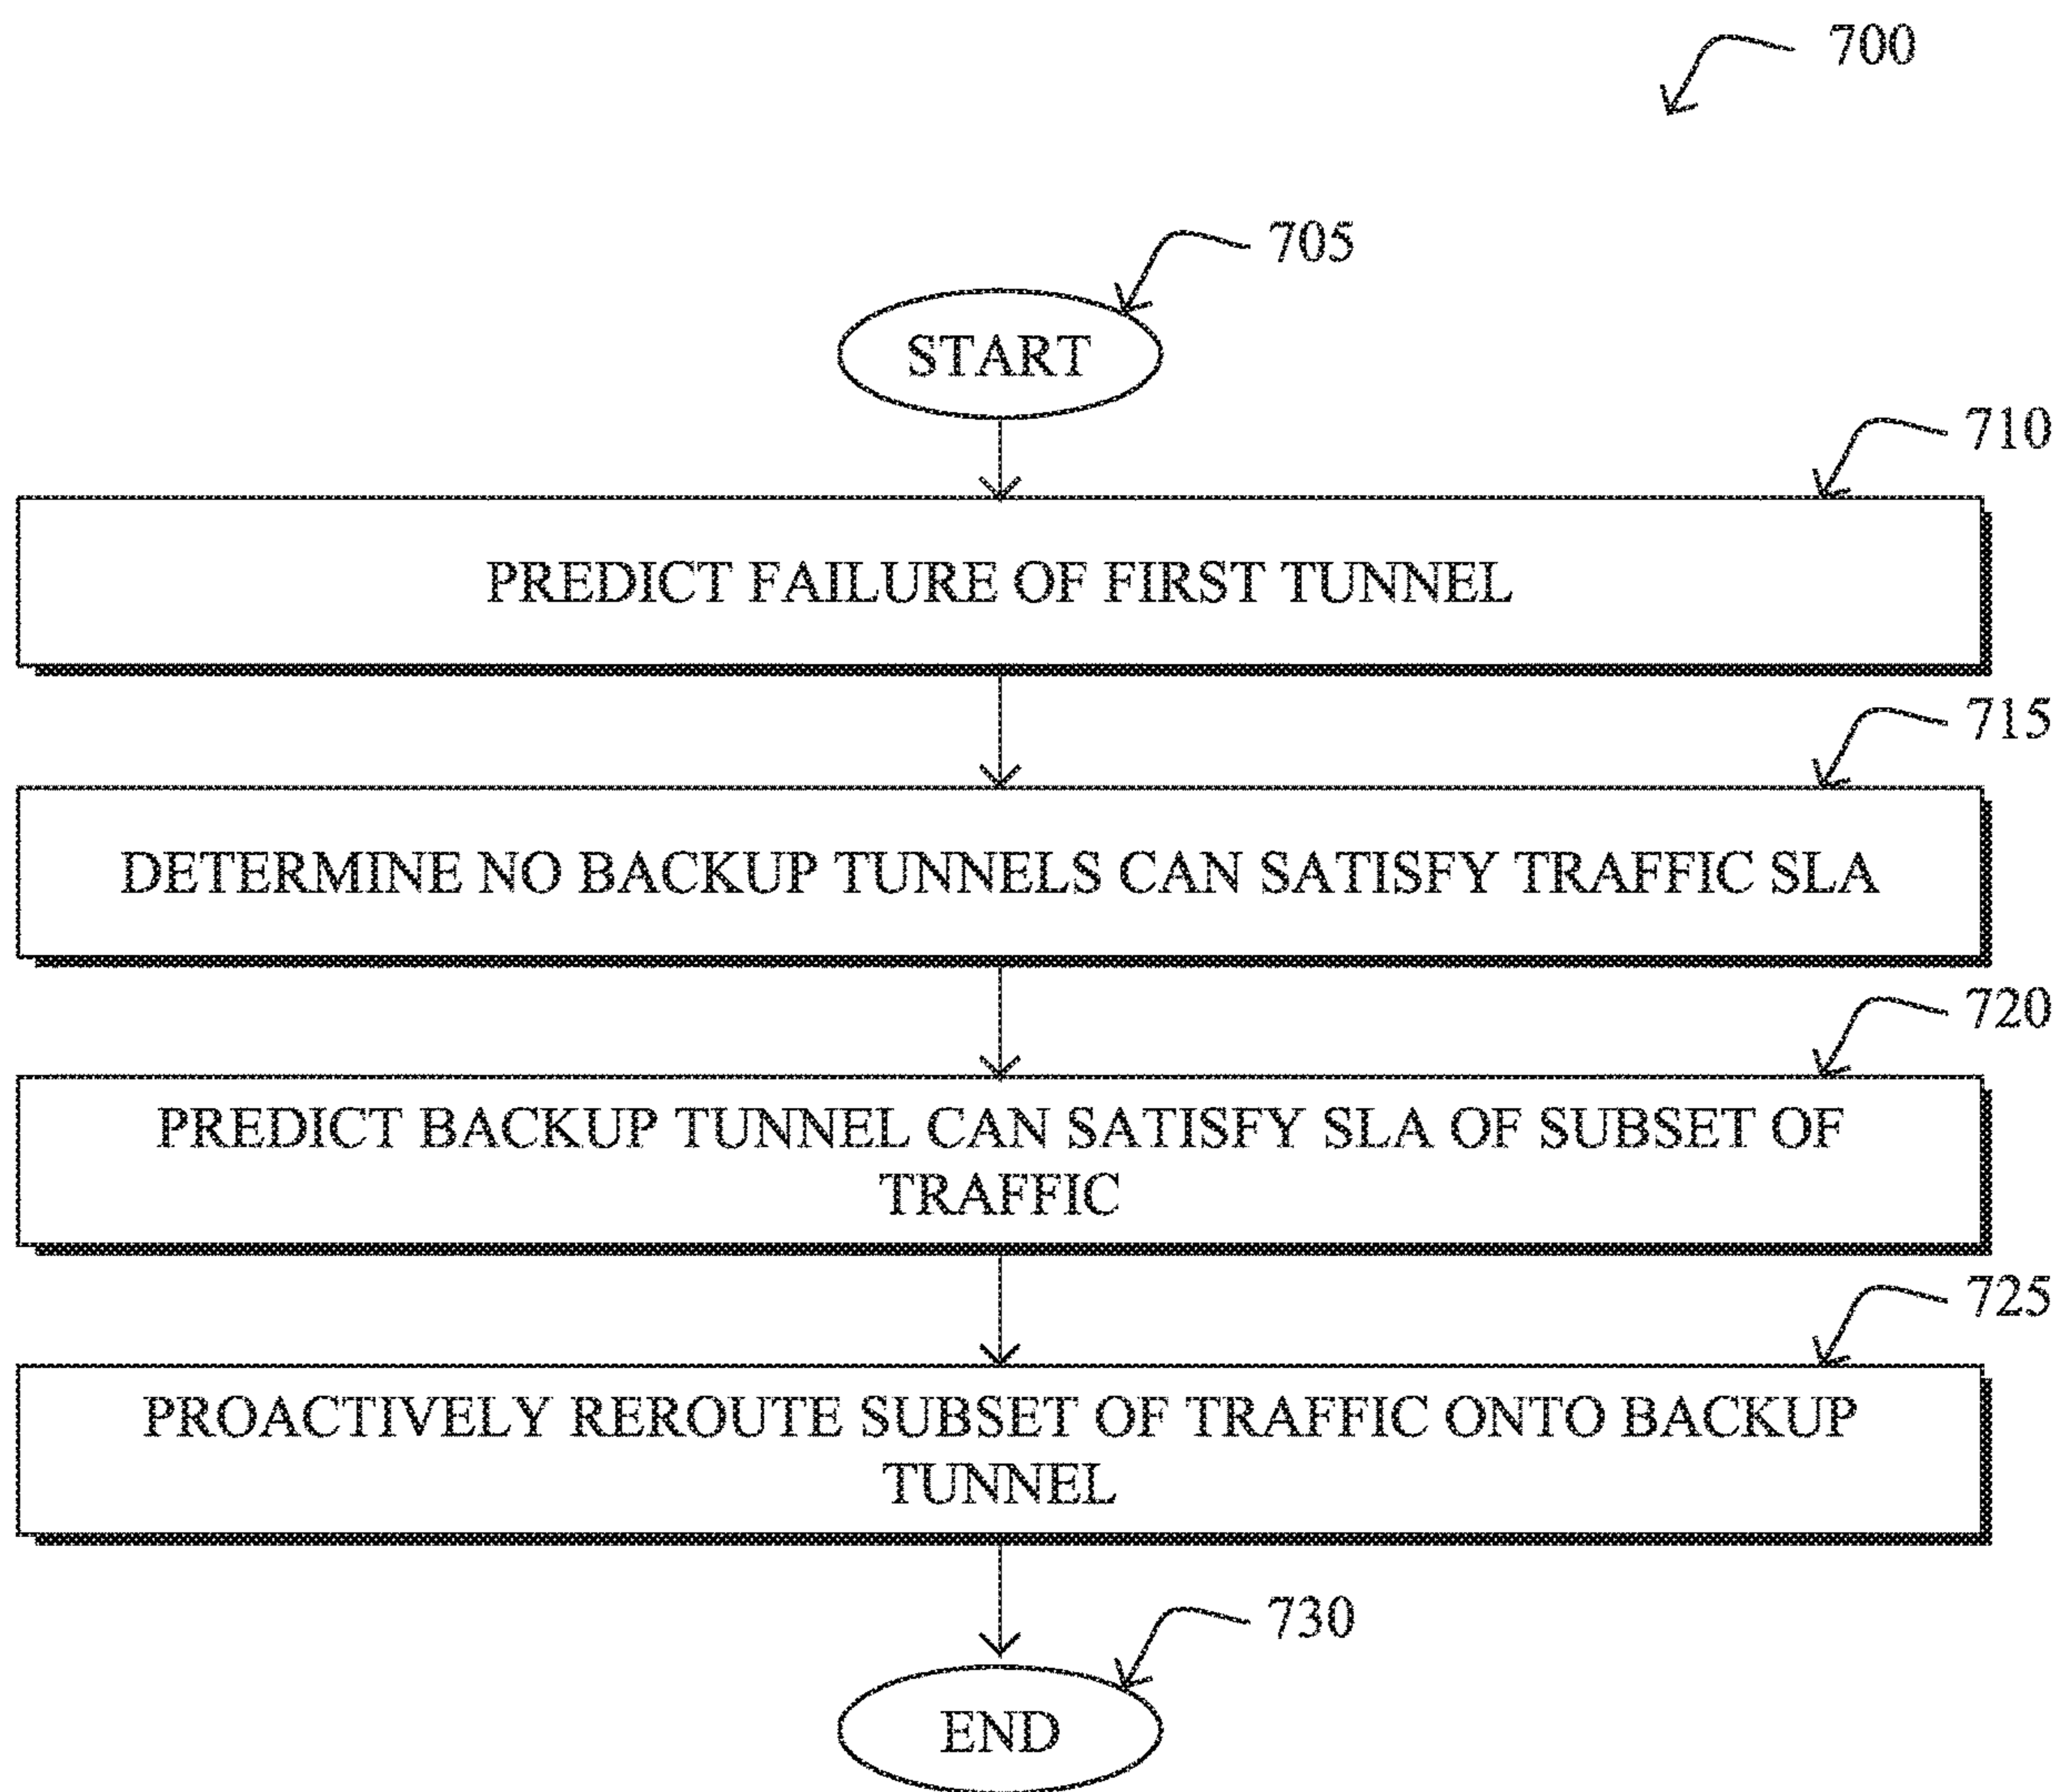 700
705
START
710
PREDICT FAILURE OF FIRST TUNNEL
715
DETERMINE NO BACKUP TUNNELS CAN SATISFY TRAFFIC SLA
720
PREDICT BACKUP TUNNEL CAN SATISFY SLA OF SUBSET OF
TRAFFIC
725
PROACTIVELY REROUTE SUBSET OF TRAFFIC ONTO BACKUP
TUNNEL
730
END